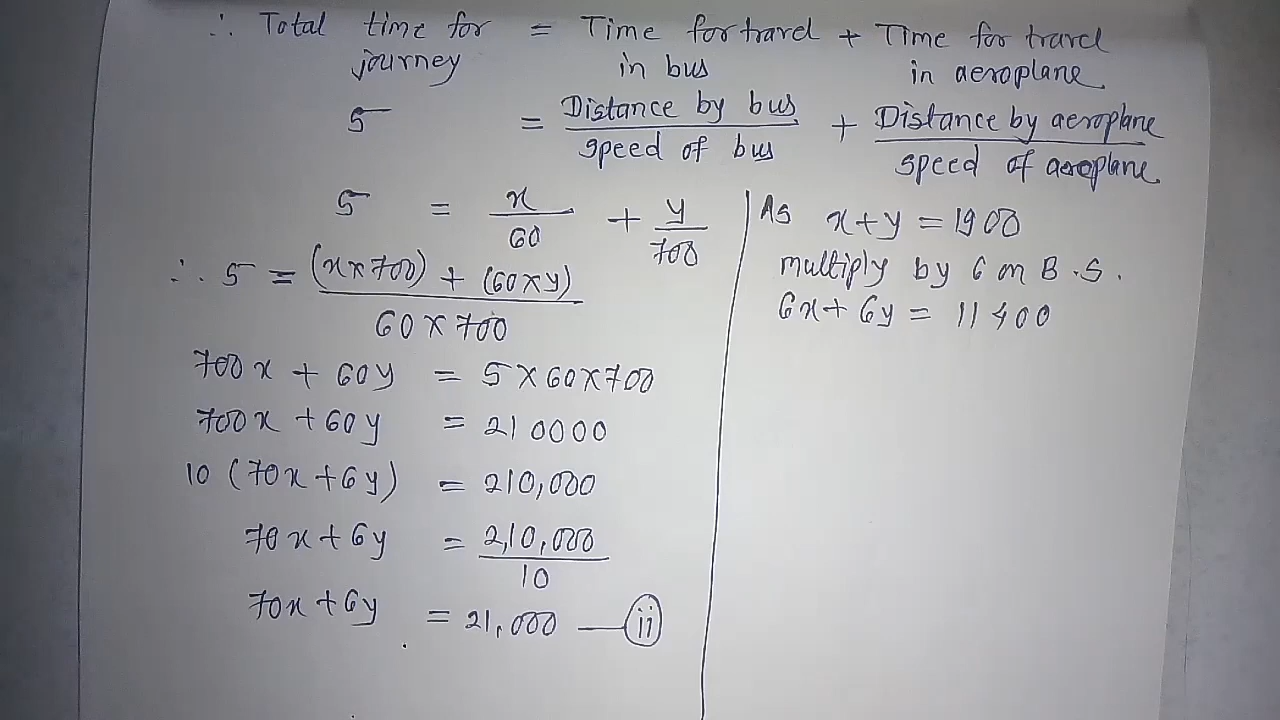 ∴ Total time for journey = Time for travel in bus + Time for travel in aeroplane
5 = Distance by bus / speed of bus + Distance by aeroplane / speed of aeroplane
5 = x/60 + y/700
∴ 5 = (x×700) + (60×y) / 60×700
700x + 60y = 5×60×700
700x + 60y = 210000
10 (70x+6y) = 210,000
70x+6y = 2,10,000 / 10
70x+6y = 21,000 — (ii)
As x+y = 1900
multiply by 6 on B.S.
6x+6y = 11400